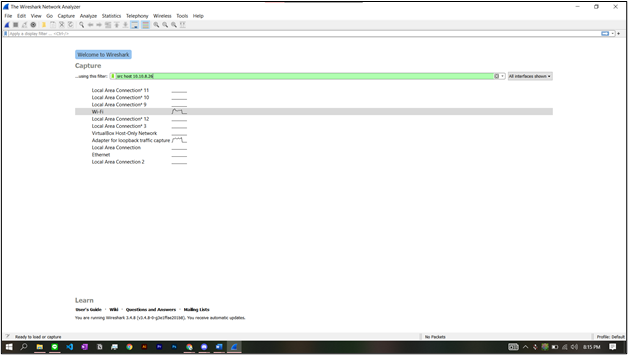 The Wireshark Network Analyzer
File Edit View Go Capture Analyze Statistics Telephony Wireless Tools Help
Apply a display filter ... <Ctrl-/>
Welcome to Wireshark
Capture
...using this filter: src host 10.10.8.26 All interfaces shown
Local Area Connection* 11
Local Area Connection* 10
Local Area Connection* 9
Wi-Fi
Local Area Connection* 12
Local Area Connection* 3
VirtualBox Host-Only Network
Adapter for loopback traffic capture
Local Area Connection
Ethernet
Local Area Connection 2
Learn
User's Guide · Wiki · Questions and Answers · Mailing Lists
You are running Wireshark 3.4.8 (v3.4.8-0-g3e1ffae201b8). You receive automatic updates.
Ready to load or capture No Packets Profile: Default
8:15 PM